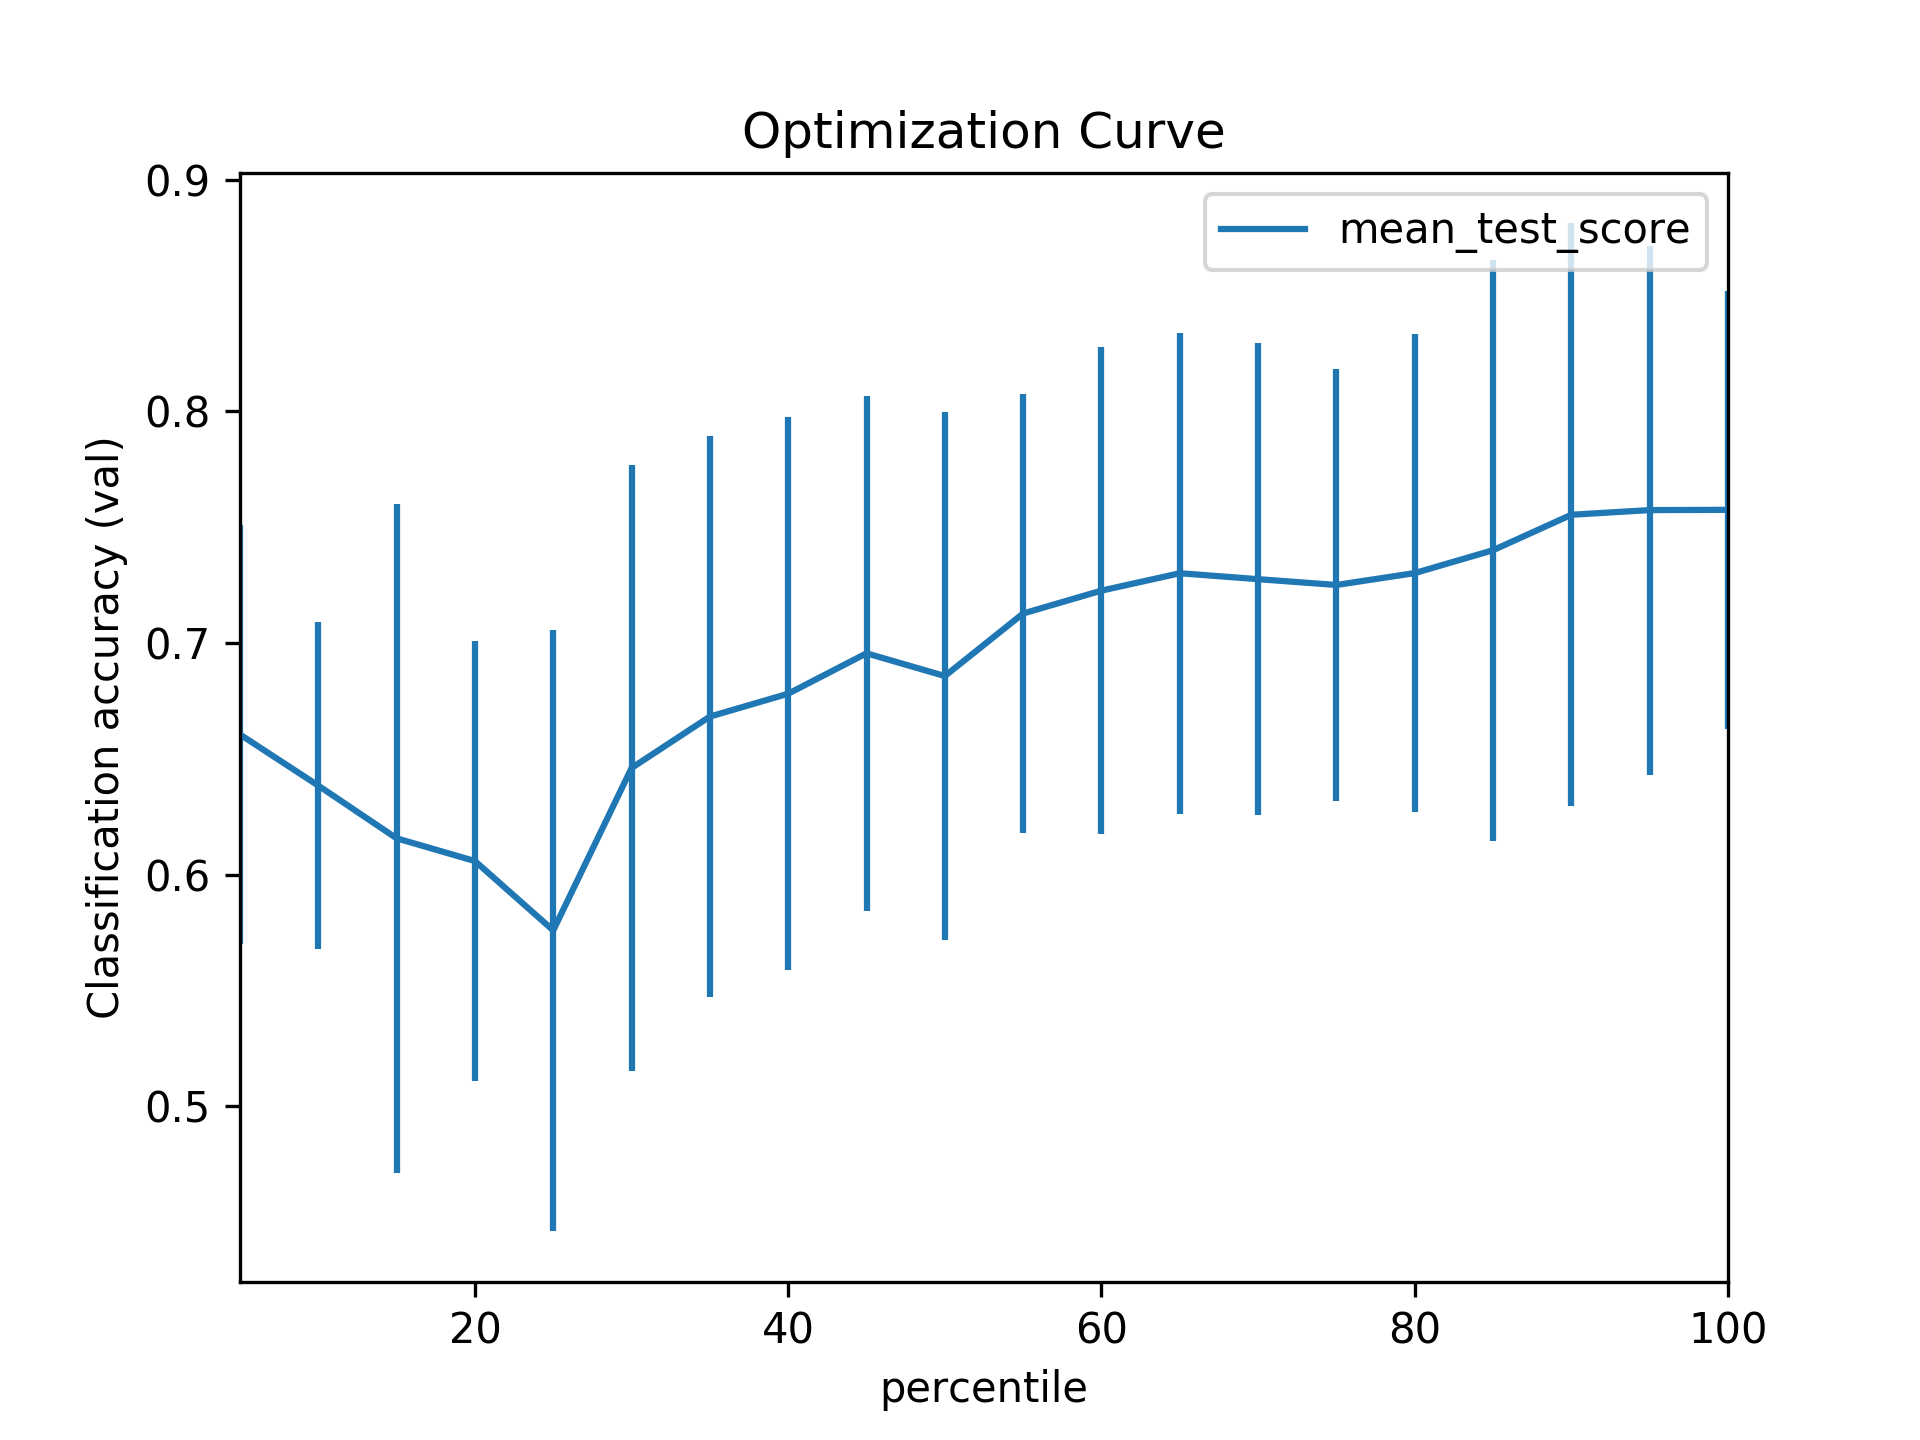 Optimization Curve
mean_test_score
0.9
0.8
0.7
0.6
0.5
Classification accuracy (val)
20 40 60 80 100
percentile